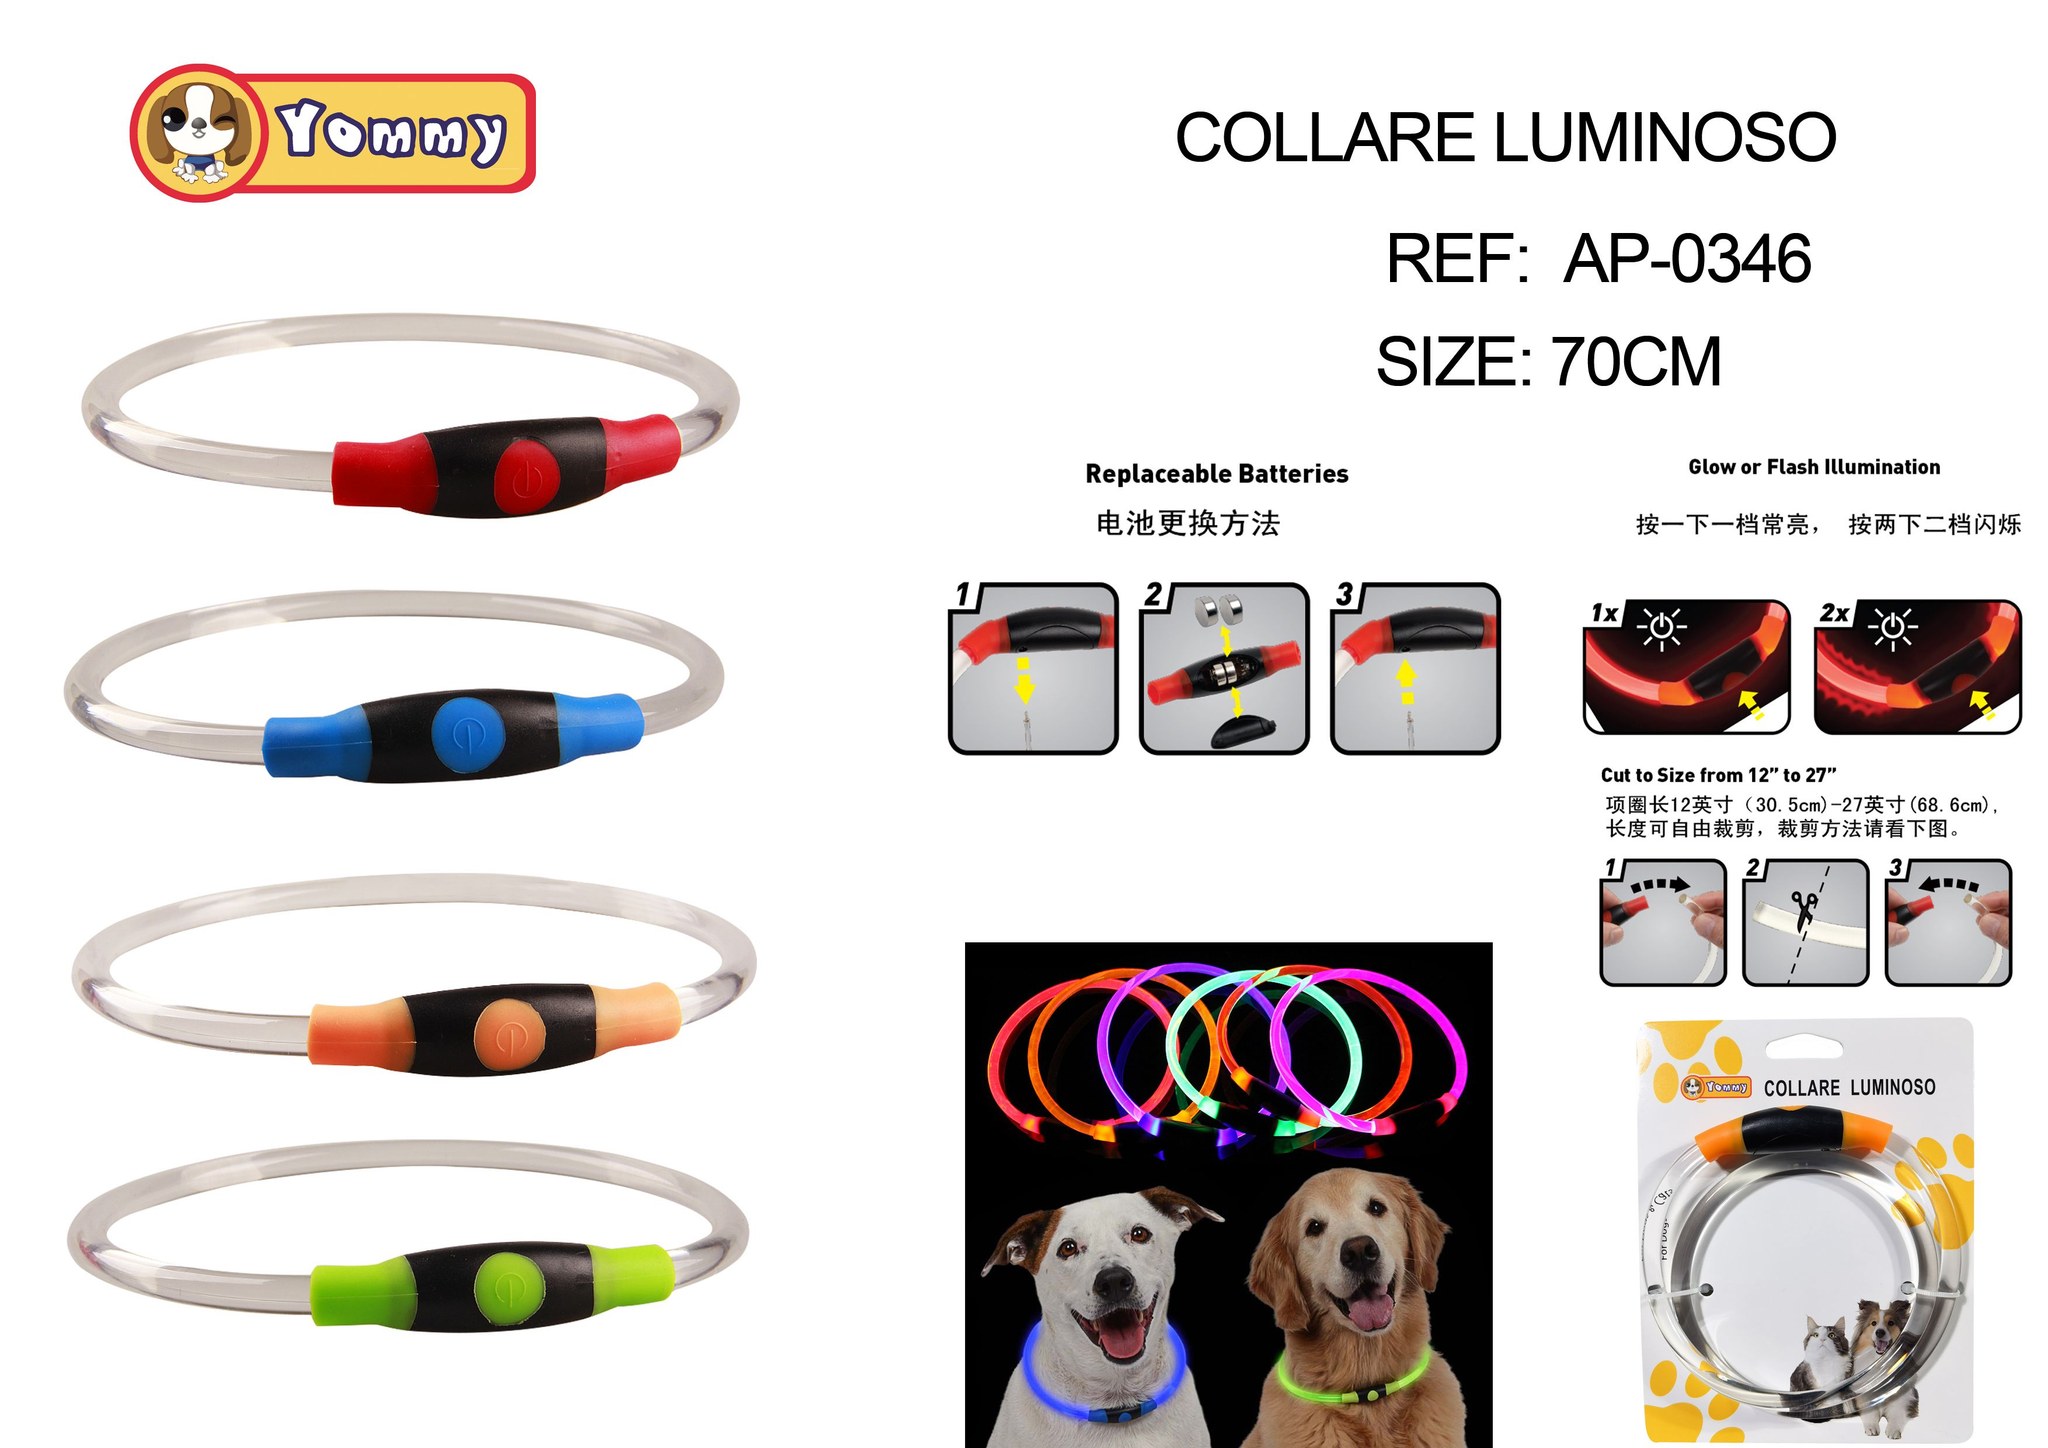 Yommy
COLLARE LUMINOSO
REF: AP-0346
SIZE: 70CM
Replaceable Batteries
电池更换方法
1
2
3
Glow or Flash Illumination
按一下一档常亮， 按两下二档闪烁
1x
2x
Cut to Size from 12” to 27”
项圈长12英寸（30.5cm)-27英寸(68.6cm)，
长度可自由裁剪，裁剪方法请看下图。
1
2
3
Yommy COLLARE LUMINOSO
For